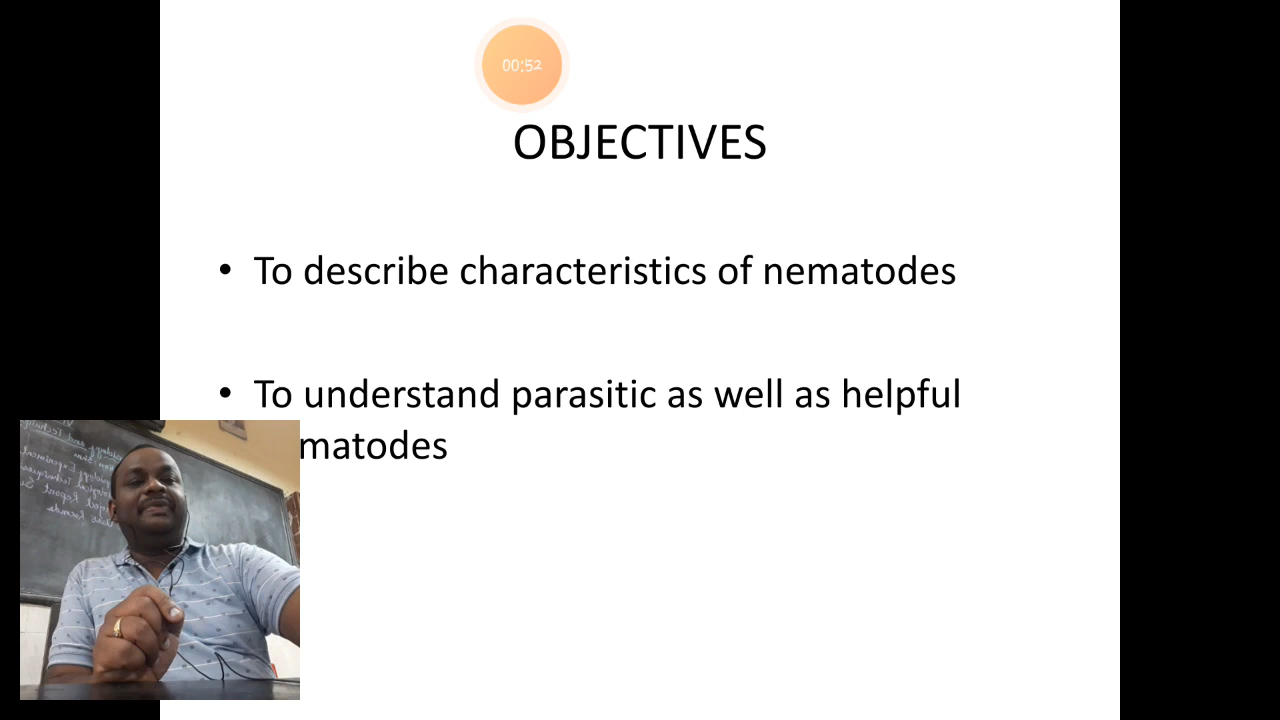 00:52
OBJECTIVES
• To describe characteristics of nematodes
• To understand parasitic as well as helpful
matodes